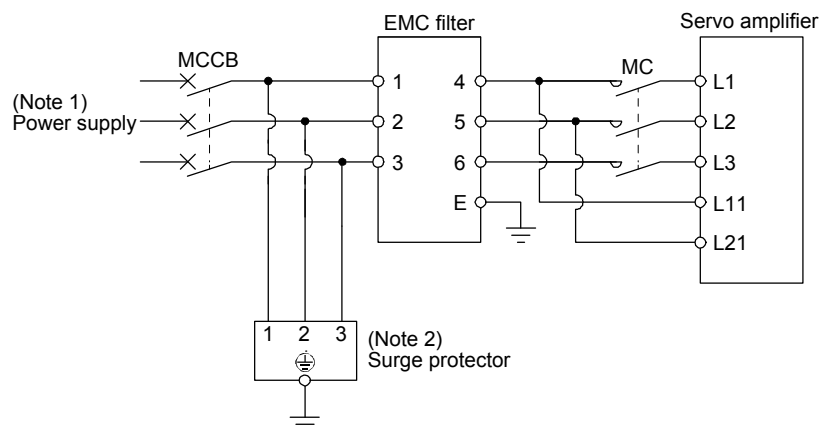 EMC filter
Servo amplifier
MCCB
MC
(Note 1)
Power supply
1
2
3
4
5
6
E
L1
L2
L3
L11
L21
1 2 3
(Note 2)
Surge protector